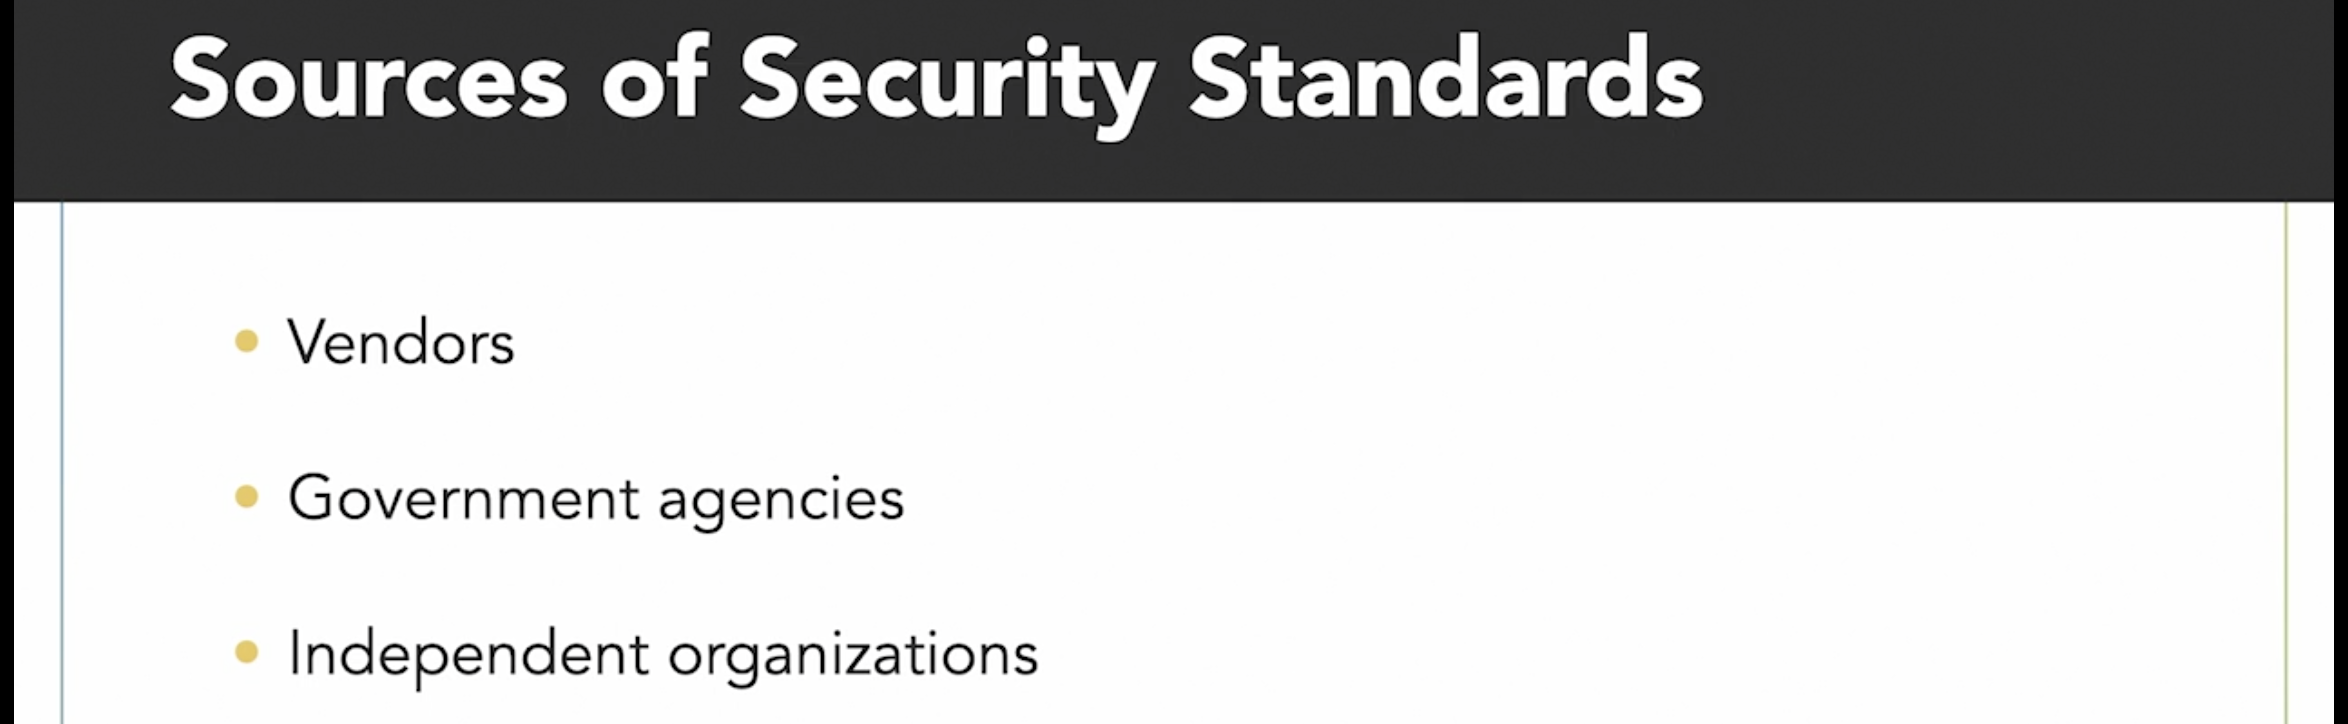 Sources of Security Standards
Vendors
Government agencies
Independent organizations